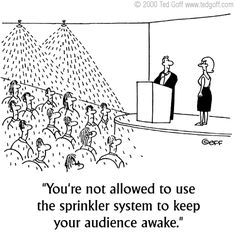 © 2000 Ted Goff www.tedgoff.com
©GOFF
"You're not allowed to use
the sprinkler system to keep
your audience awake."